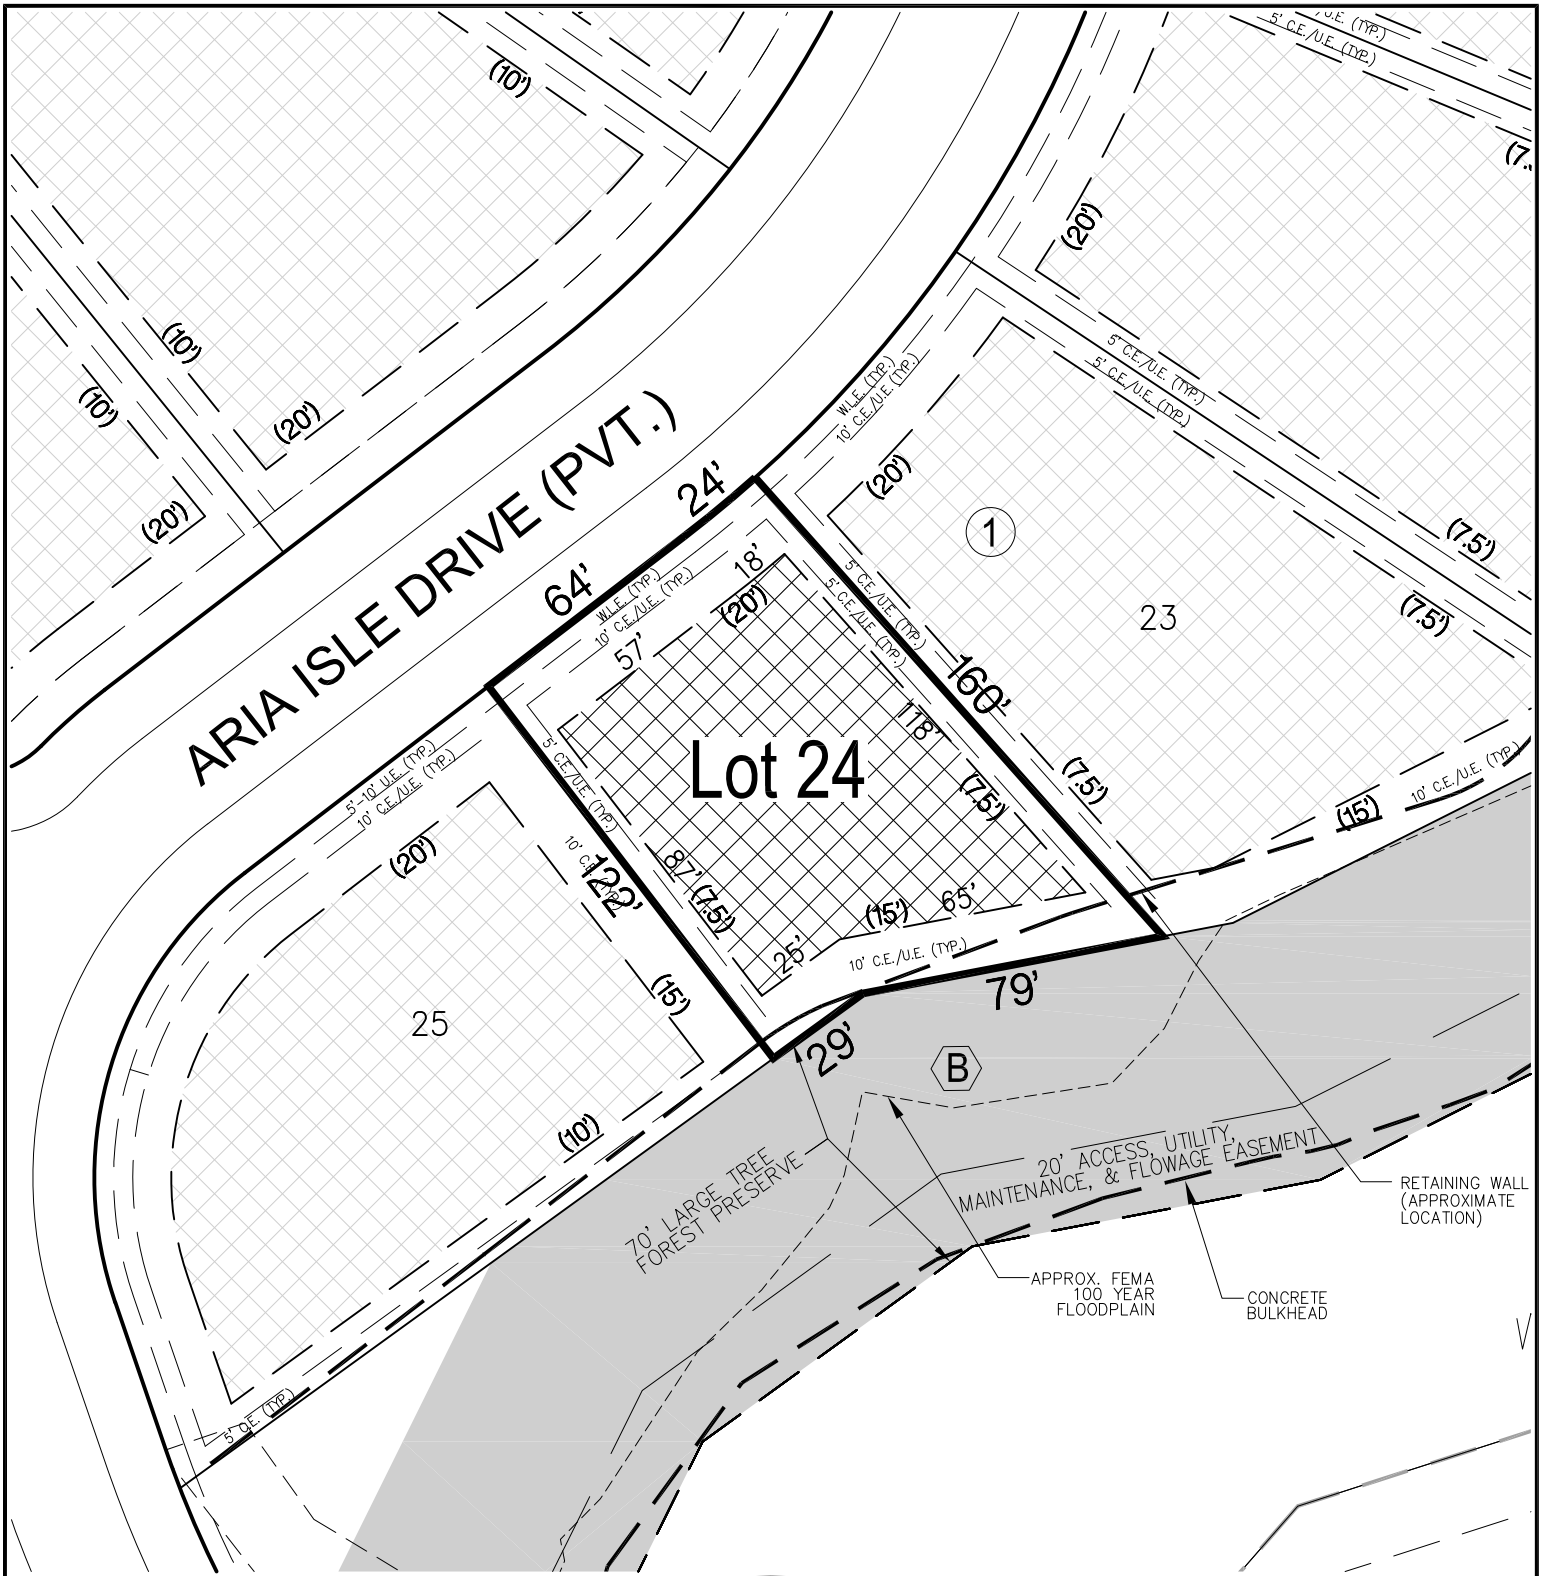 (10')
U.E. (TYP.)
5' C.E./U.E. (TYP.)
(20')
(10')
(10')
(20')
(20')
5' C.E./U.E. (TYP.)
5' C.E./U.E. (TYP.)
W.L.E. (TYP.)
10' C.E./U.E. (TYP.)
(20')
1
23
(7.5')
(7.5')
ARIA ISLE DRIVE (PVT.)
24'
64'
W.L.E. (TYP.)
10' C.E./U.E. (TYP.)
18'
(20')
57'
5' C.E./U.E. (TYP.)
5' C.E./U.E. (TYP.)
160'
118'
Lot 24
(7.5')
(7.5')
5' C.E./U.E. (TYP.)
10' C.E.
122'
87'
(7.5')
(15')
65'
25'
10' C.E./U.E. (TYP.)
(15')
10' C.E./U.E. (TYP.)
79'
29'
5'-10' U.E. (TYP.)
10' C.E./U.E. (TYP.)
(20')
25
(15')
(10')
B
70' LARGE TREE
FOREST PRESERVE
20' ACCESS, UTILITY,
MAINTENANCE, & FLOWAGE EASEMENT
RETAINING WALL
(APPROXIMATE
LOCATION)
APPROX. FEMA
100 YEAR
FLOODPLAIN
CONCRETE
BULKHEAD
5' C.E. (TYP.)